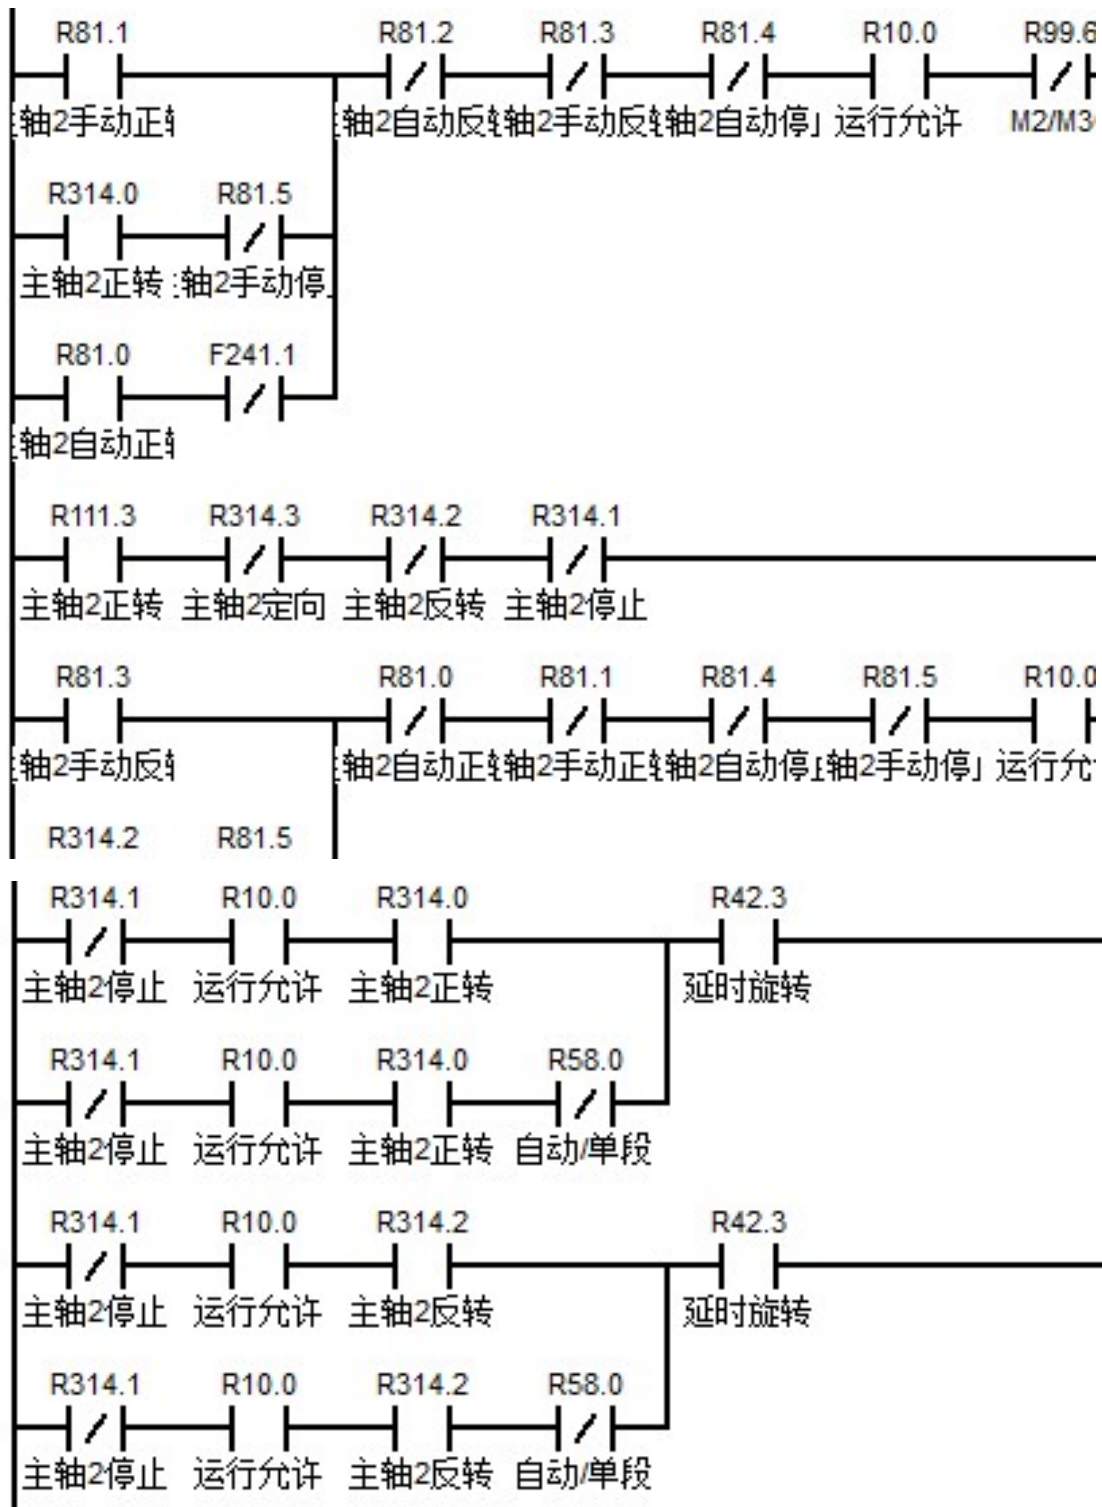 R81.1 R81.2 R81.3 R81.4 R10.0 R99.6
轴2手动正 轴2自动反 轴2手动反 轴2自动停 运行允许 M2/M3
R314.0 R81.5
主轴2正转 轴2手动停
R81.0 F241.1
轴2自动正
R111.3 R314.3 R314.2 R314.1
主轴2正转 主轴2定向 主轴2反转 主轴2停止
R81.3 R81.0 R81.1 R81.4 R81.5 R10.0
轴2手动反 轴2自动正 轴2手动正 轴2自动停 轴2手动停 运行允
R314.2 R81.5
R314.1 R10.0 R314.0 R42.3
主轴2停止 运行允许 主轴2正转 延时旋转
R314.1 R10.0 R314.0 R58.0
主轴2停止 运行允许 主轴2正转 自动/单段
R314.1 R10.0 R314.2 R42.3
主轴2停止 运行允许 主轴2反转 延时旋转
R314.1 R10.0 R314.2 R58.0
主轴2停止 运行允许 主轴2反转 自动/单段